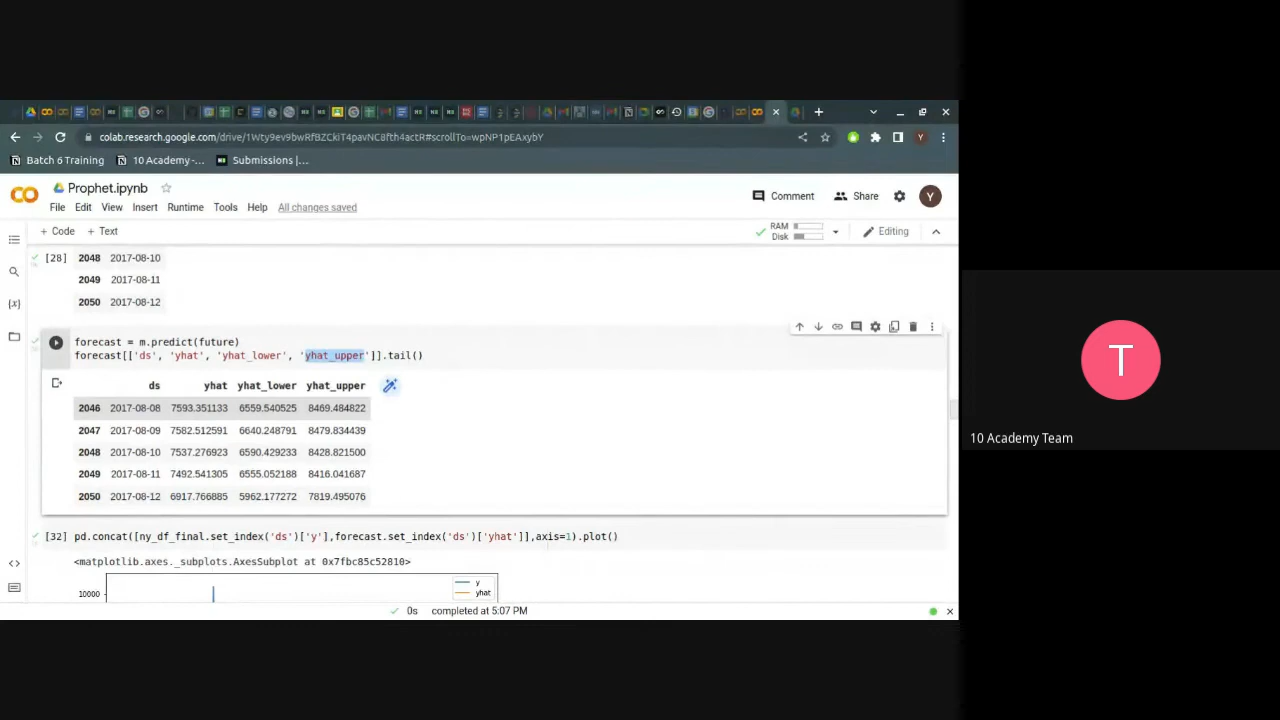 colab.research.google.com/drive/1Wty9ev9bwRfBZCkiT4pavNC8fth4actR#scrollTo=wpNP1pEAxybY
Batch 6 Training
10 Academy -...
Submissions |...
Prophet.ipynb
Comment
Share
Y
File Edit View Insert Runtime Tools Help All changes saved
+ Code + Text
RAM
Disk
Editing
[28] 2048 2017-08-10
2049 2017-08-11
2050 2017-08-12
forecast = m.predict(future)
forecast[['ds', 'yhat', 'yhat_lower', 'yhat_upper']].tail()
ds yhat yhat_lower yhat_upper
2046 2017-08-08 7593.351133 6559.540525 8469.484822
2047 2017-08-09 7582.512591 6640.248791 8479.834439
2048 2017-08-10 7537.276923 6590.429233 8428.821500
2049 2017-08-11 7492.541305 6555.052188 8416.041687
2050 2017-08-12 6917.766885 5962.177272 7819.495076
[32] pd.concat([ny_df_final.set_index('ds')['y'],forecast.set_index('ds')['yhat']],axis=1).plot()
<matplotlib.axes._subplots.AxesSubplot at 0x7fbc85c52810>
10000
y
yhat
0s completed at 5:07 PM
T
10 Academy Team